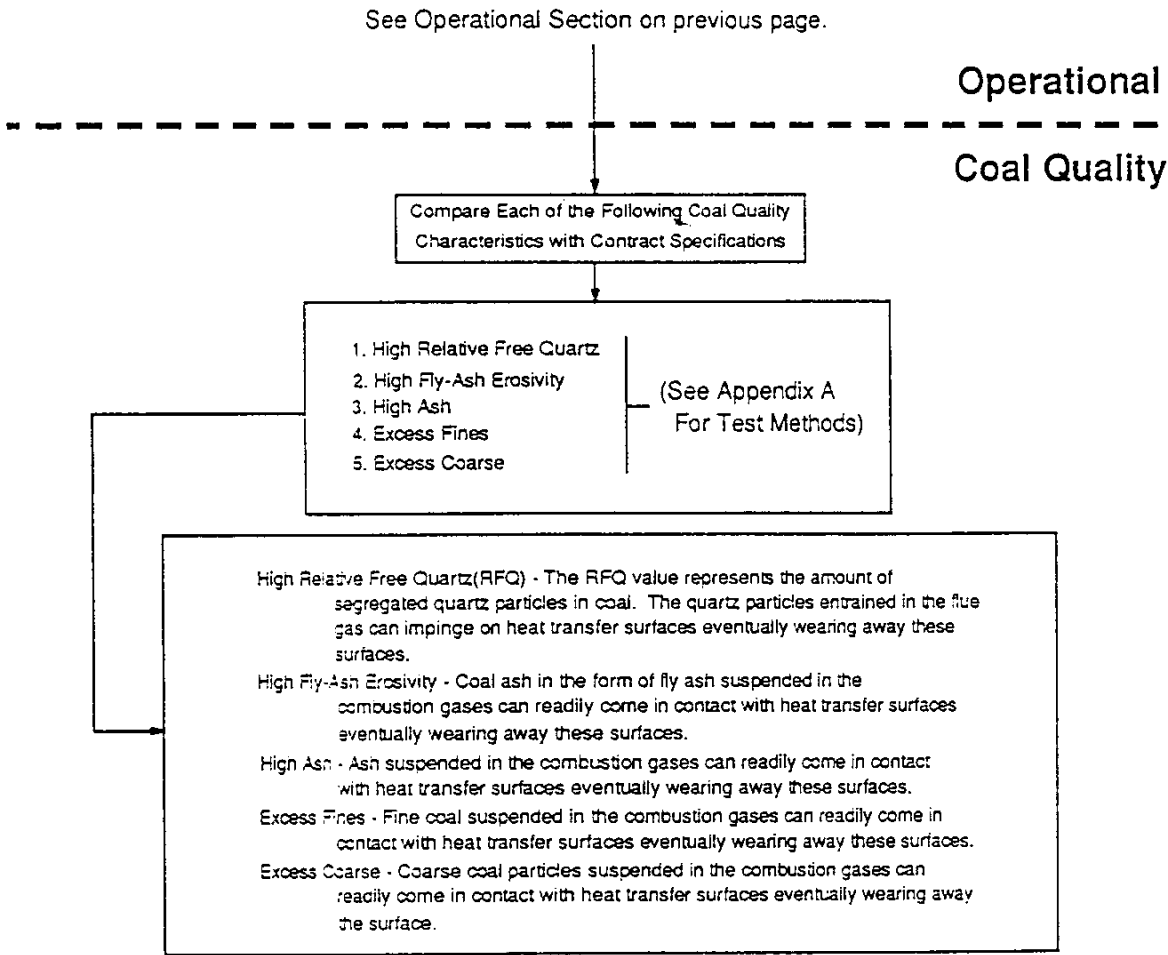 See Operational Section on previous page.
Operational
Coal Quality
Compare Each of the Following Coal Quality
Characteristics with Contract Specifications
1. High Relative Free Quartz
2. High Fly-Ash Erosivity
3. High Ash
4. Excess Fines
5. Excess Coarse
(See Appendix A
For Test Methods)
High Relative Free Quartz(RFQ) - The RFQ value represents the amount of
segregated quartz particles in coal. The quartz particles entrained in the flue
gas can impinge on heat transfer surfaces eventually wearing away these
surfaces.
High Fly-Ash Erosivity - Coal ash in the form of fly ash suspended in the
combustion gases can readily come in contact with heat transfer surfaces
eventually wearing away these surfaces.
High Ash - Ash suspended in the combustion gases can readily come in contact
with heat transfer surfaces eventually wearing away these surfaces.
Excess Fines - Fine coal suspended in the combustion gases can readily come in
contact with heat transfer surfaces eventually wearing away these surfaces.
Excess Coarse - Coarse coal particles suspended in the combustion gases can
readily come in contact with heat transfer surfaces eventually wearing away
the surface.